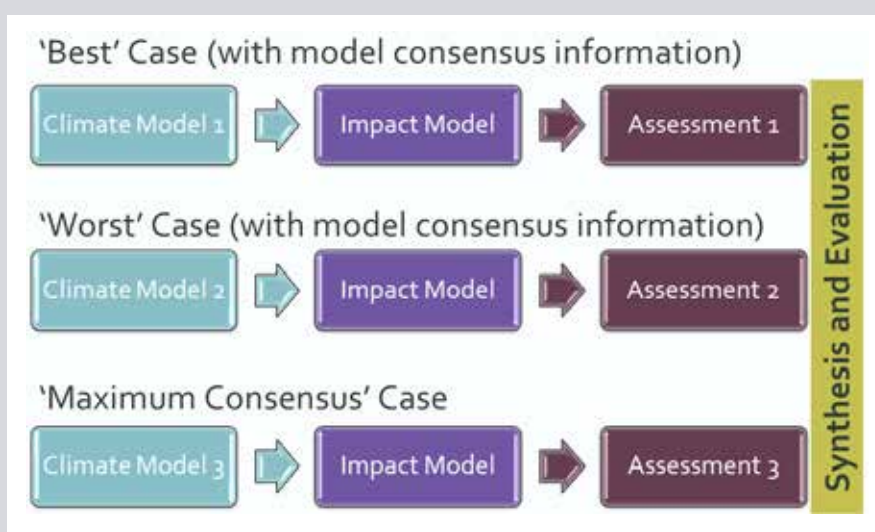 ‘Best’ Case (with model consensus information)
Climate Model 1
Impact Model
Assessment 1
‘Worst’ Case (with model consensus information)
Climate Model 2
Impact Model
Assessment 2
‘Maximum Consensus’ Case
Climate Model 3
Impact Model
Assessment 3
Synthesis and Evaluation